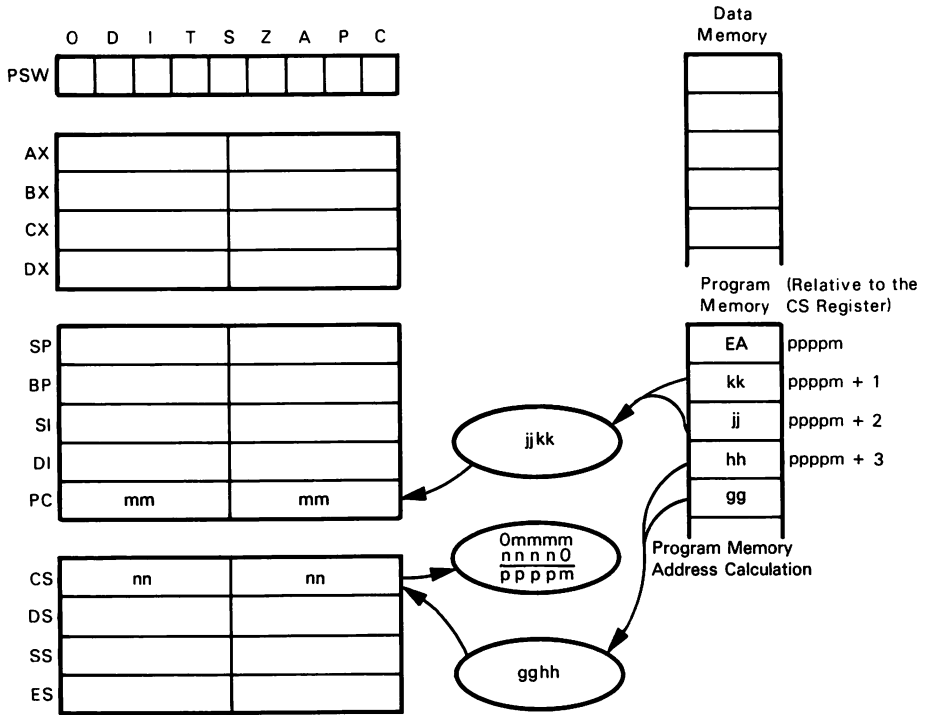 Data
Memory
O D I T S Z A P C
PSW
AX
BX
CX
DX
Program
Memory
(Relative to the
CS Register)
SP
BP
SI
DI
PC mm mm
EA ppppm
kk ppppm + 1
jj ppppm + 2
hh ppppm + 3
gg
jjkk
Program Memory
Address Calculation
0mmmm
nnnn0
ppppm
CS nn nn
DS
SS
ES
gghh